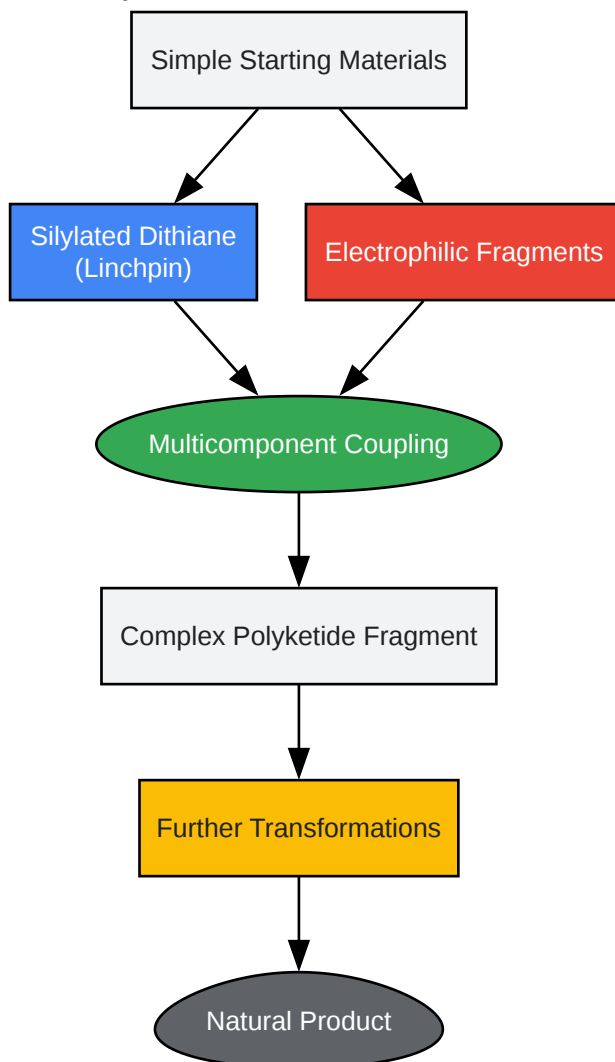 Simple Starting Materials
Silylated Dithiane
(Linchpin)
Electrophilic Fragments
Multicomponent Coupling
Complex Polyketide Fragment
Further Transformations
Natural Product